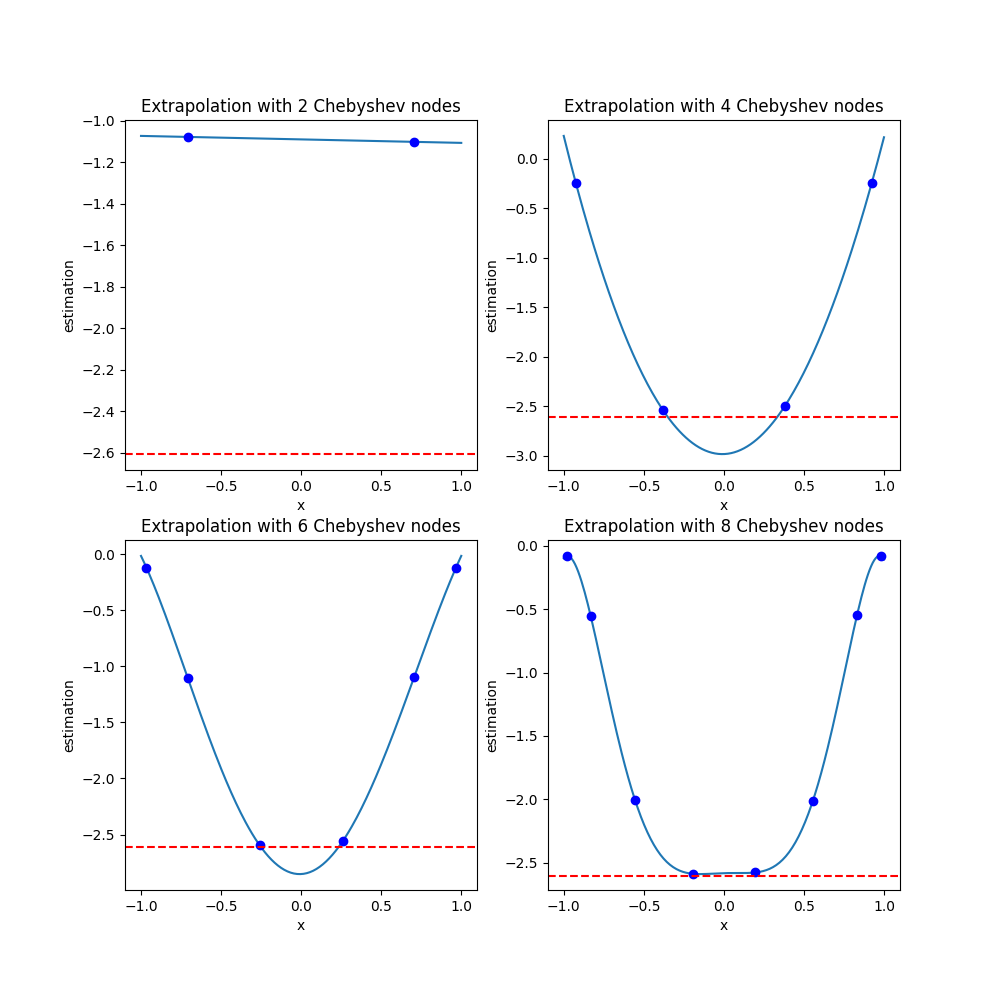 Extrapolation with 2 Chebyshev nodes
estimation
−1.0
−1.2
−1.4
−1.6
−1.8
−2.0
−2.2
−2.4
−2.6
−1.0 −0.5 0.0 0.5 1.0
x
Extrapolation with 4 Chebyshev nodes
estimation
0.0
−0.5
−1.0
−1.5
−2.0
−2.5
−3.0
−1.0 −0.5 0.0 0.5 1.0
x
Extrapolation with 6 Chebyshev nodes
estimation
0.0
−0.5
−1.0
−1.5
−2.0
−2.5
−1.0 −0.5 0.0 0.5 1.0
x
Extrapolation with 8 Chebyshev nodes
estimation
0.0
−0.5
−1.0
−1.5
−2.0
−2.5
−1.0 −0.5 0.0 0.5 1.0
x